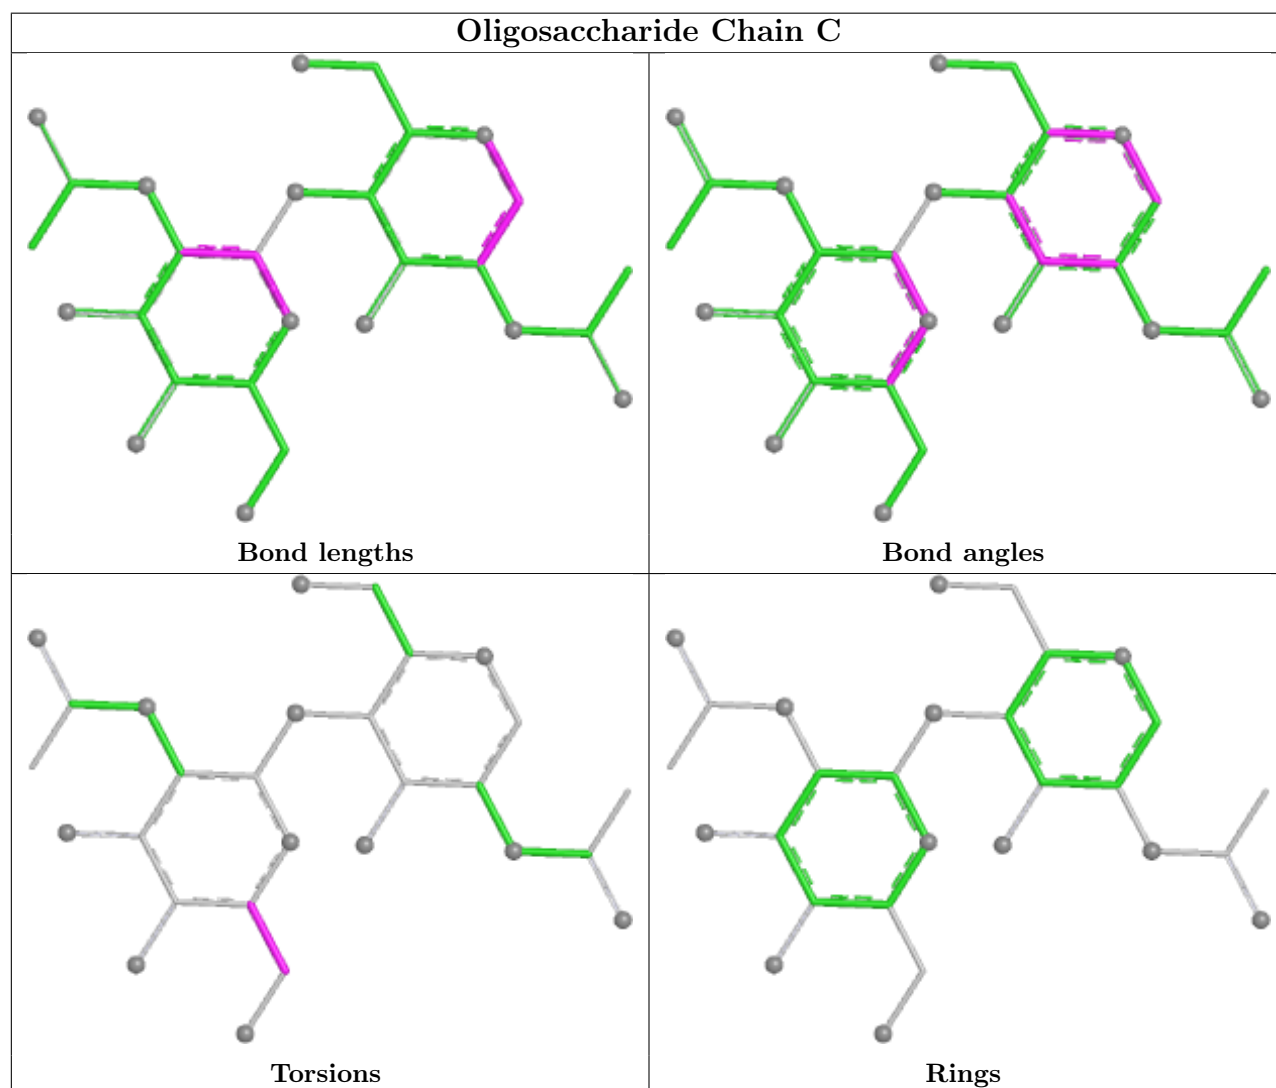 Oligosaccharide Chain C
Bond lengths
Bond angles
Torsions
Rings